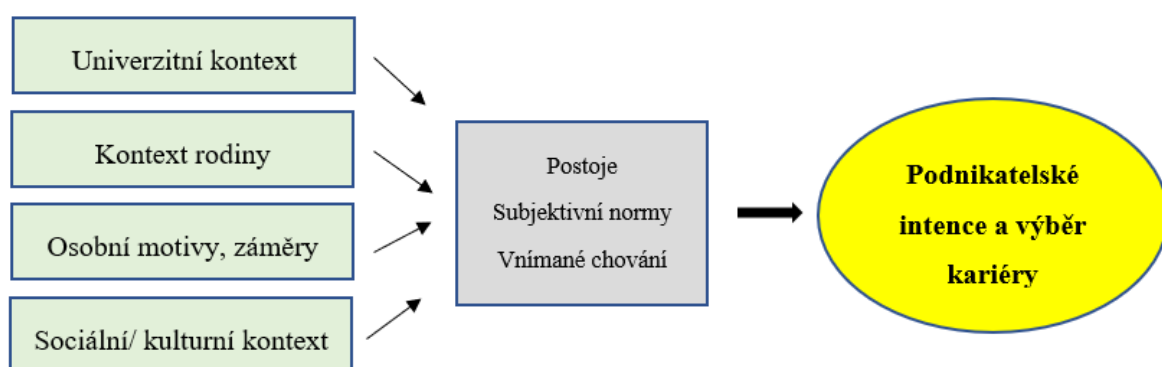 Univerzitní kontext
Kontext rodiny
Osobní motivy, záměry
Sociální/ kulturní kontext
Postoje
Subjektivní normy
Vnímané chování
Podnikatelské
intence a výběr
kariéry